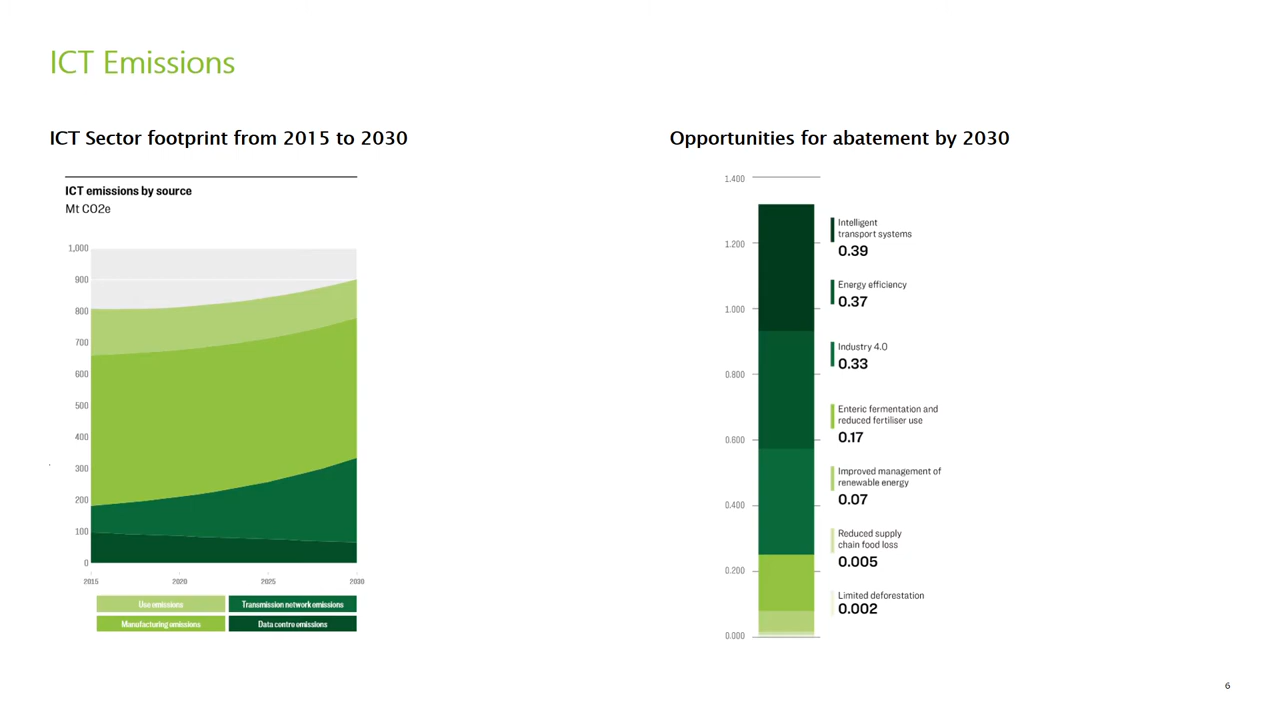 ICT Emissions
ICT Sector footprint from 2015 to 2030
ICT emissions by source
Mt CO2e
1,000
900
800
700
600
500
400
300
200
100
0
2015
2020
2025
2030
Use emissions
Transmission network emissions
Manufacturing emissions
Data centre emissions
Opportunities for abatement by 2030
1.400
1.200
1.000
0.800
0.600
0.400
0.200
0.000
Intelligent
transport systems
0.39
Energy efficiency
0.37
Industry 4.0
0.33
Enteric fermentation and
reduced fertiliser use
0.17
Improved management of
renewable energy
0.07
Reduced supply
chain food loss
0.005
Limited deforestation
0.002
6